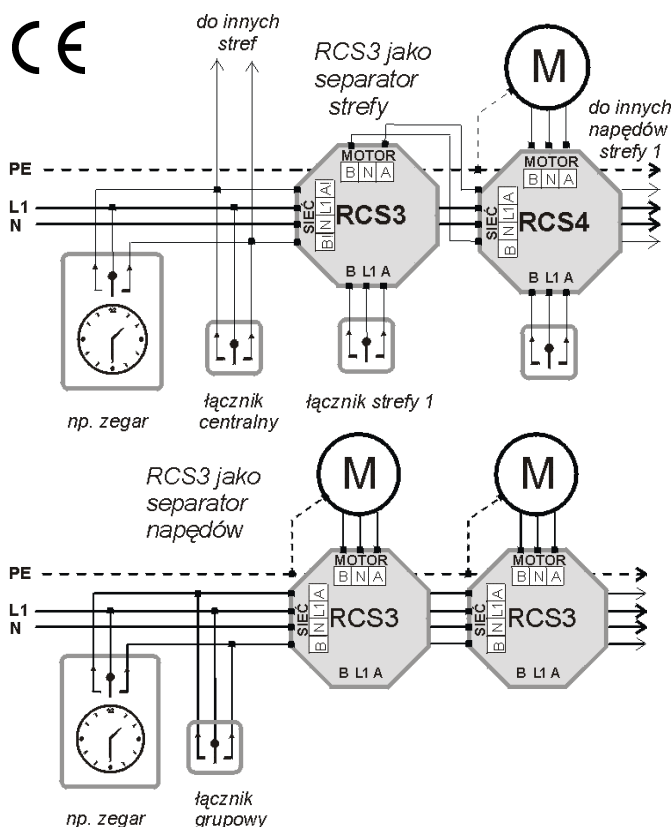 CE
do innych
stref
RCS3 jako
separator
strefy
M
do innych
napędów
strefy 1
PE
L1
N
MOTOR
B N A
SIEĆ
B N L1 A!
RCS3
B L1 A
MOTOR
B N A
SIEĆ
B N L1 A
RCS4
B L1 A
12
np. zegar
łącznik
centralny
łącznik strefy 1
RCS3 jako
separator
napędów
M
M
PE
L1
N
MOTOR
B N A
SIEĆ
B N L1 A
RCS3
B L1 A
MOTOR
B N A
SIEĆ
B N L1 A
RCS3
B L1 A
12
np. zegar
łącznik
grupowy